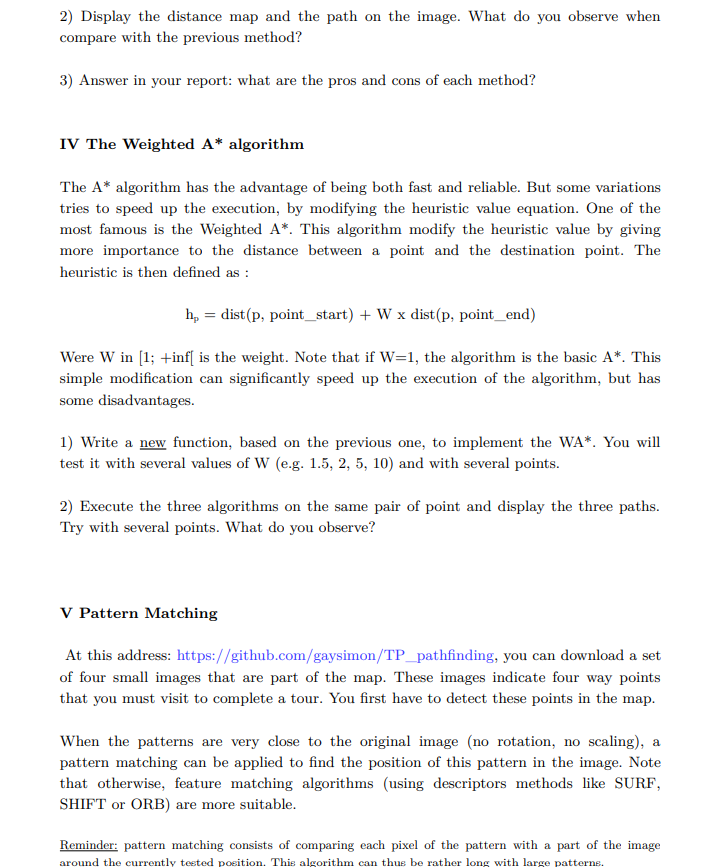 2) Display the distance map and the path on the image. What do you observe when
compare with the previous method?
3) Answer in your report: what are the pros and cons of each method?
IV The Weighted A* algorithm
The A* algorithm has the advantage of being both fast and reliable. But some variations
tries to speed up the execution, by modifying the heuristic value equation. One of the
most famous is the Weighted A*. This algorithm modify the heuristic value by giving
more importance to the distance between a point and the destination point. The
heuristic is then defined as :
hₚ = dist(p, point_start) + W x dist(p, point_end)
Were W in [1; +inf[ is the weight. Note that if W=1, the algorithm is the basic A*. This
simple modification can significantly speed up the execution of the algorithm, but has
some disadvantages.
1) Write a new function, based on the previous one, to implement the WA*. You will
test it with several values of W (e.g. 1.5, 2, 5, 10) and with several points.
2) Execute the three algorithms on the same pair of point and display the three paths.
Try with several points. What do you observe?
V Pattern Matching
At this address: https://github.com/gaysimon/TP_pathfinding, you can download a set
of four small images that are part of the map. These images indicate four way points
that you must visit to complete a tour. You first have to detect these points in the map.
When the patterns are very close to the original image (no rotation, no scaling), a
pattern matching can be applied to find the position of this pattern in the image. Note
that otherwise, feature matching algorithms (using descriptors methods like SURF,
SHIFT or ORB) are more suitable.
Reminder: pattern matching consists of comparing each pixel of the pattern with a part of the image
around the currently tested position. This algorithm can thus be rather long with large patterns.